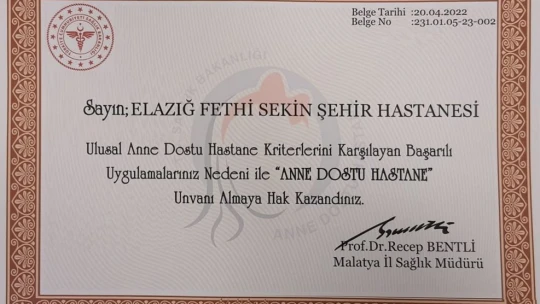 Belge Tarihi :20.04.2022
Belge No :231.01.05-23-002
Sayın; ELAZIĞ FETHİ SEKİN ŞEHİR HASTANESİ
Ulusal Anne Dostu Hastane Kriterlerini Karşılayan Başarılı
Uygulamalarınız Nedeni ile "ANNE DOSTU HASTANE"
Unvanı Almaya Hak Kazandınız.
Prof.Dr.Recep BENTLİ
Malatya İl Sağlık Müdürü